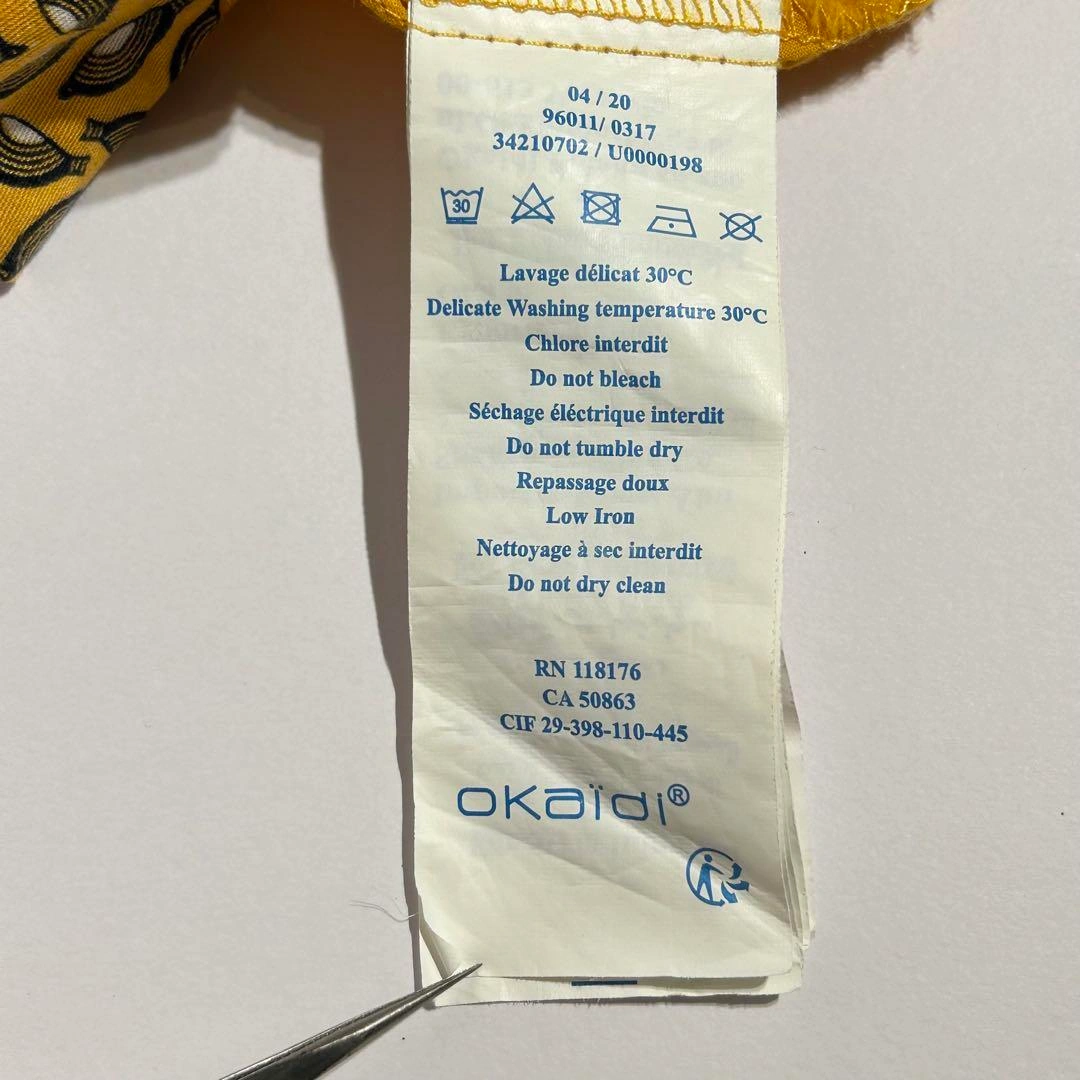 04 / 20
96011/ 0317
34210702 / U0000198
30
Lavage délicat 30°C
Delicate Washing temperature 30°C
Chlore interdit
Do not bleach
Séchage éléctrique interdit
Do not tumble dry
Repassage doux
Low Iron
Nettoyage à sec interdit
Do not dry clean
RN 118176
CA 50863
CIF 29-398-110-445
okaïdi®